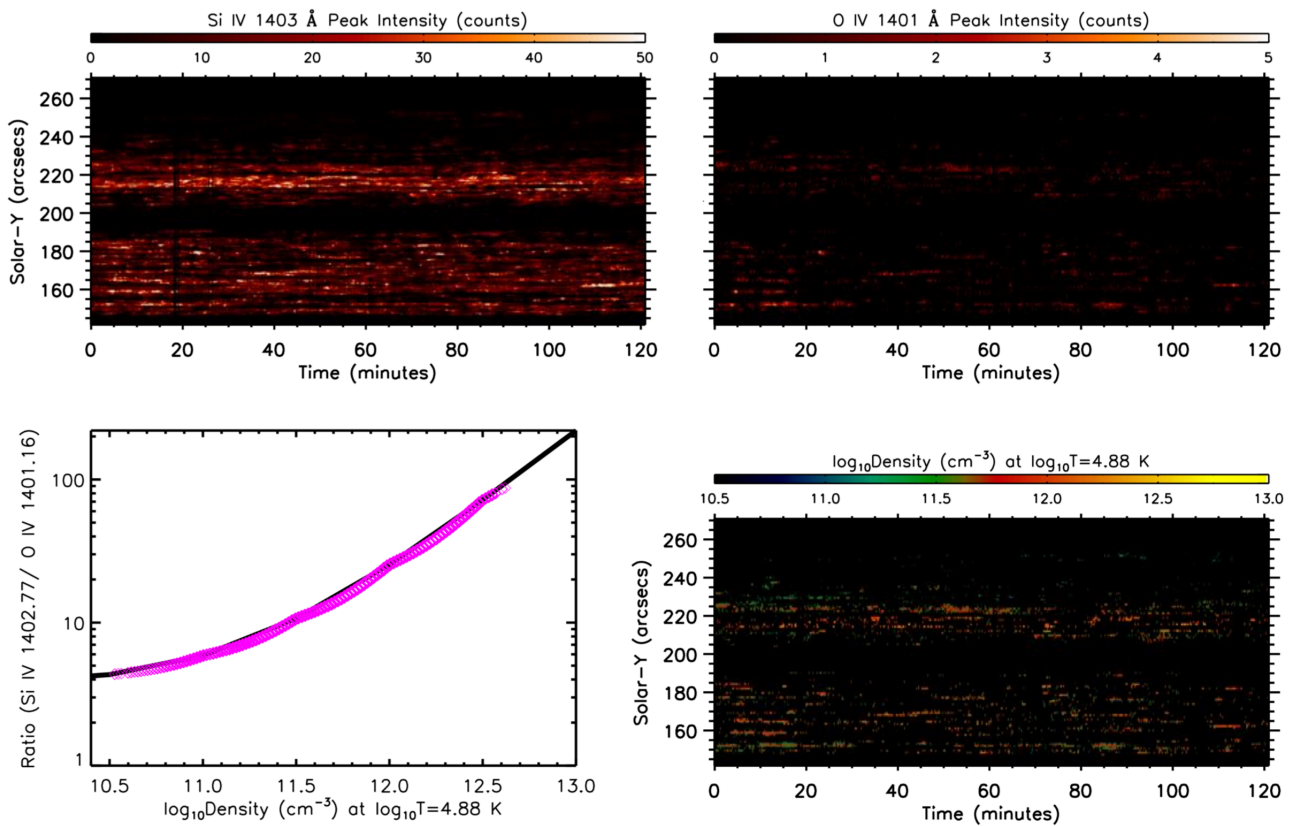 Si IV 1403 Å Peak Intensity (counts)
0 10 20 30 40 50
260
240
220
200
180
160
Solar-Y (arcsecs)
0 20 40 60 80 100 120
Time (minutes)
O IV 1401 Å Peak Intensity (counts)
0 1 2 3 4 5
0 20 40 60 80 100 120
Time (minutes)
Ratio (Si IV 1402.77/ O IV 1401.16)
100
10
1
10.5 11.0 11.5 12.0 12.5 13.0
log₁₀Density (cm⁻³) at log₁₀T=4.88 K
log₁₀Density (cm⁻³) at log₁₀T=4.88 K
10.5 11.0 11.5 12.0 12.5 13.0
260
240
220
200
180
160
Solar-Y (arcsecs)
0 20 40 60 80 100 120
Time (minutes)